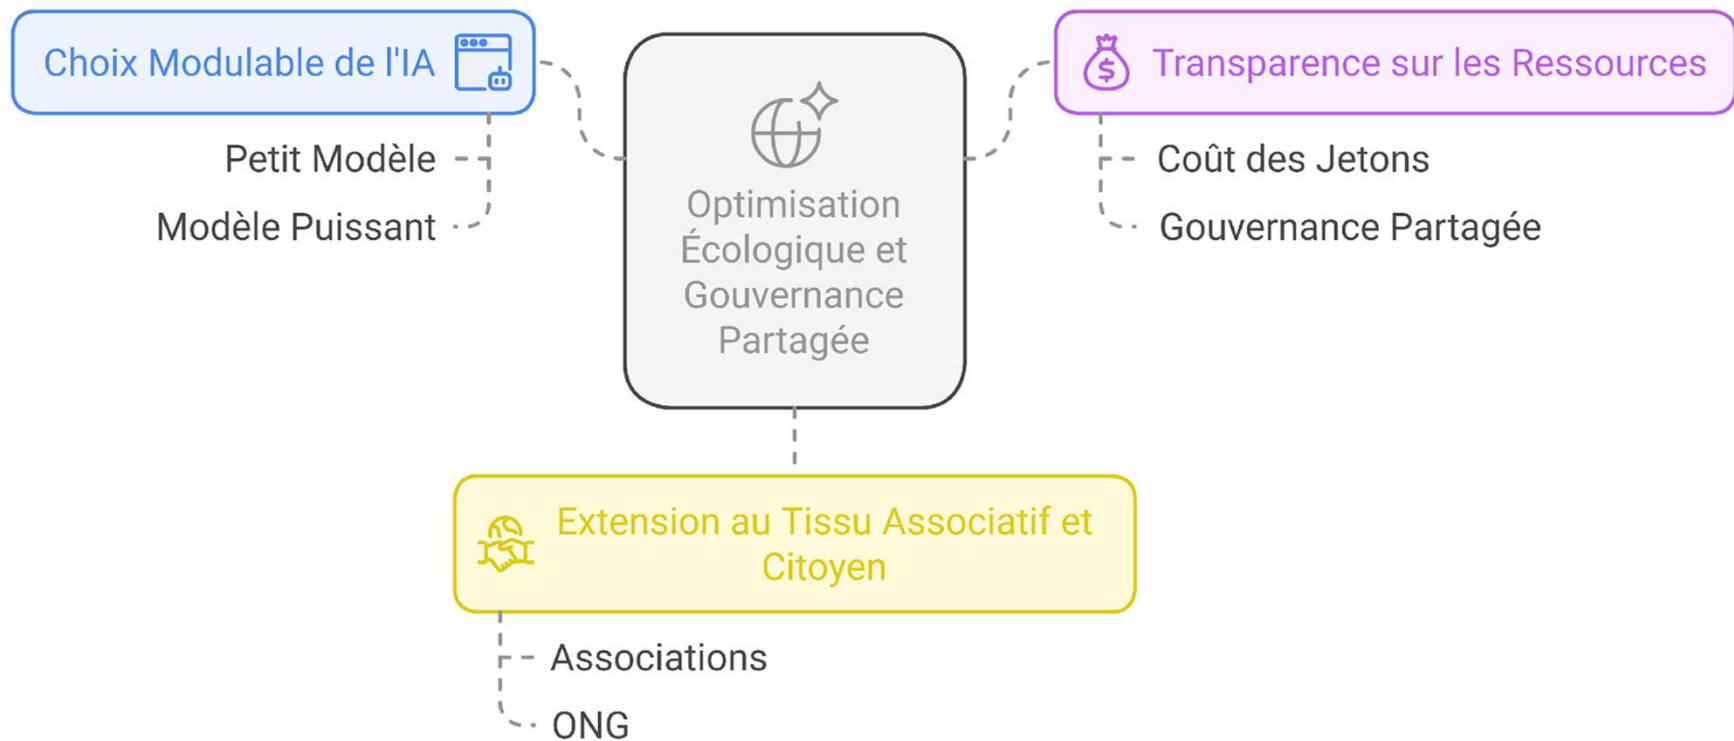 Choix Modulable de l'IA
Petit Modèle
Modèle Puissant
Optimisation
Écologique et
Gouvernance
Partagée
Transparence sur les Ressources
Coût des Jetons
Gouvernance Partagée
Extension au Tissu Associatif et
Citoyen
Associations
ONG